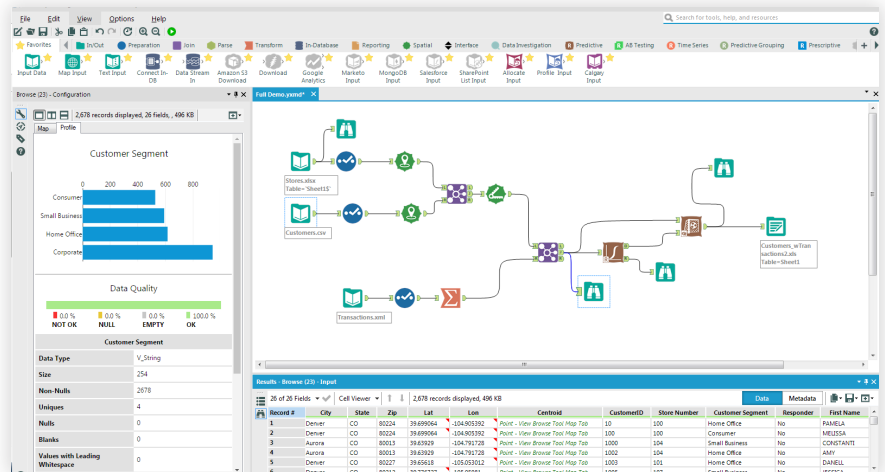 File Edit View Options Help
Search for tools, help, and resources
Favorites In/Out Preparation Join Parse Transform In-Database Reporting Spatial Interface Data Investigation Predictive AB Testing Time Series Predictive Grouping Prescriptive
Input Data Map Input Text Input Connect In-DB Data Stream In Amazon S3 Download Download Google Analytics Marketo Input MongoDB Input Salesforce Input SharePoint List Input Allocate Input Profile Input Calgay Input
Browse (23) - Configuration
Full Demo.yxmd*
2,678 records displayed, 26 fields, , 496 KB
Map Profile
Customer Segment
0 200 400 600 800
Consumer
Small Business
Home Office
Corporate
Data Quality
0.0 % 0.0 % 0.0 % 100.0 %
NOT OK NULL EMPTY OK
Customer Segment
Data Type V_String
Size 254
Non-Nulls 2678
Uniques 4
Nulls 0
Blanks 0
Values with Leading Whitespace 0
Stores.xlsx
Table='Sheet1$'
Customers.csv
Transactions.xml
Customers_wTran
sactions2.xls
Table=Sheet1
Results - Browse (23) - Input
26 of 26 Fields Cell Viewer 2,678 records displayed, 496 KB Data Metadata
Record # City State Zip Lat Lon Centroid CustomerID Store Number Customer Segment Responder First Name
1 Denver CO 80224 39.699064 -104.905392 Point - View Browse Tool Map Tab 10 100 Home Office No PAMELA
2 Denver CO 80224 39.699064 -104.905392 Point - View Browse Tool Map Tab 100 100 Consumer No MELISSA
3 Aurora CO 80013 39.63929 -104.791728 Point - View Browse Tool Map Tab 1000 104 Small Business No CONSTANTI
4 Aurora CO 80013 39.63929 -104.791728 Point - View Browse Tool Map Tab 1002 104 Home Office No AMY
5 Denver CO 80227 39.65618 -105.053012 Point - View Browse Tool Map Tab 1003 101 Home Office No DANELL